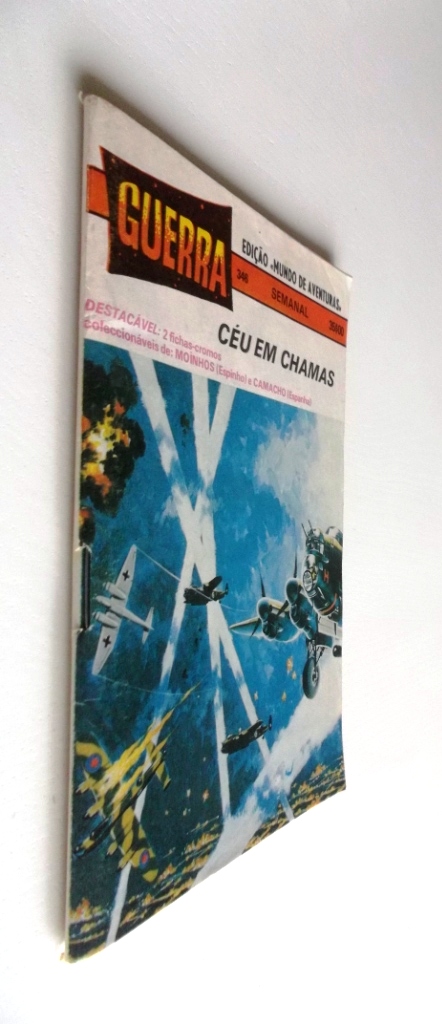 GUERRA
EDIÇÃO «MUNDO DE AVENTURAS»
346 SEMANAL 35$00
CÉU EM CHAMAS
DESTACÁVEL: 2 fichas-cromos
coleccionáveis de: MOINHOS (Espinho) e CAMACHO (Espanha)